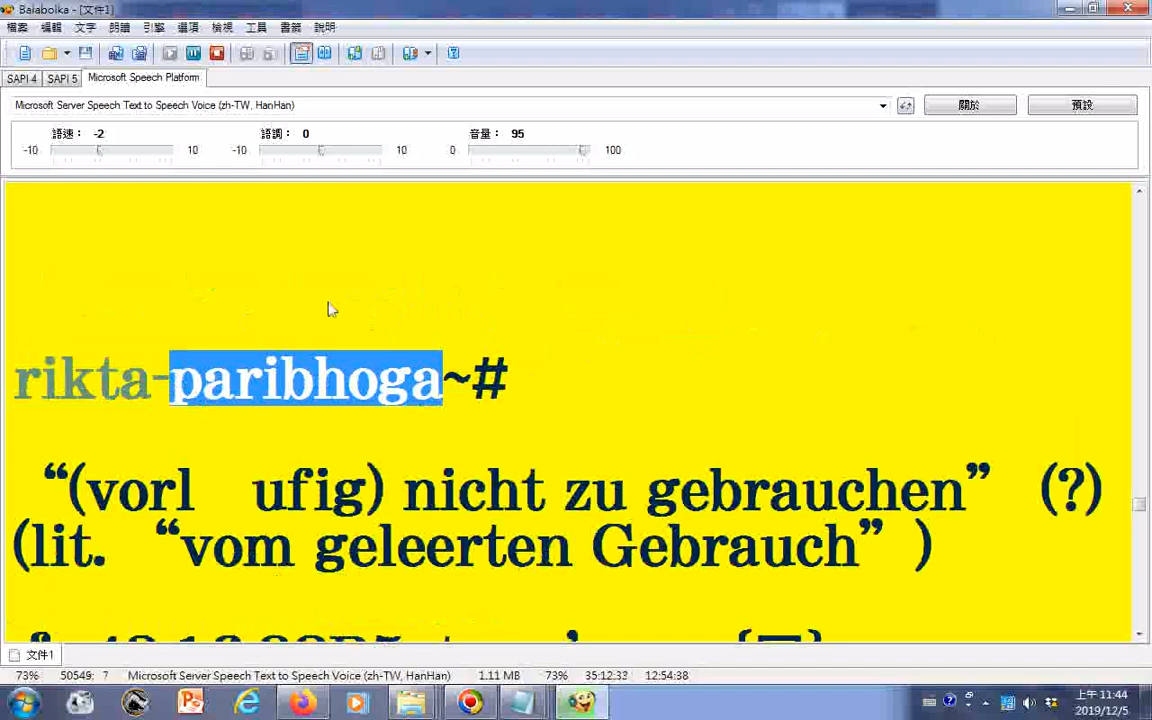 Balabolka - [文件1]
檔案 編輯 文字 朗讀 引擎 選項 檢視 工具 書籤 說明
SAPI 4 SAPI 5 Microsoft Speech Platform
Microsoft Server Speech Text to Speech Voice (zh-TW, HanHan) 關於 預設
語速： -2 語調： 0 音量： 95
-10 10 -10 10 0 100
rikta-paribhoga~#
“(vorl ufig) nicht zu gebrauchen” (?)
(lit. “vom geleerten Gebrauch” )
文件1
73% 50549: ? Microsoft Server Speech Text to Speech Voice (zh-TW, HanHan) 1.11 MB 73% 35:12:33 12:54:38
上午 11:44
2019/12/5